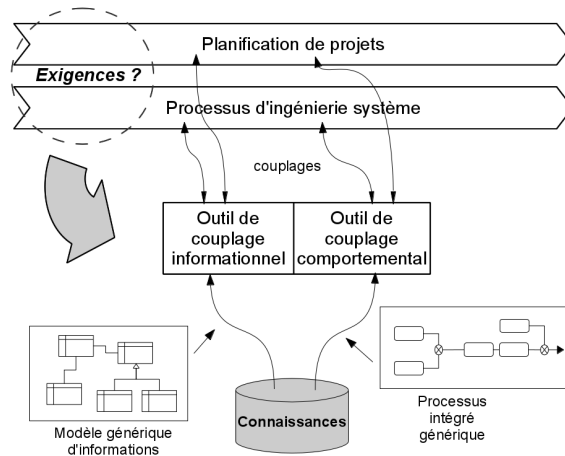 Planification de projets
Exigences ?
Processus d'ingénierie système
couplages
Outil de
couplage
informationnel
Outil de
couplage
comportemental
Connaissances
Modèle générique
d'informations
Processus
intégré
générique